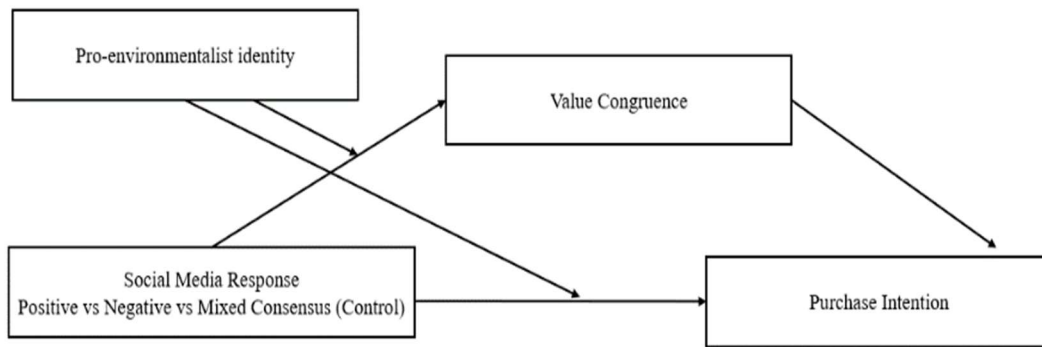 Pro-environmentalist identity
Value Congruence
Social Media Response
Positive vs Negative vs Mixed Consensus (Control)
Purchase Intention